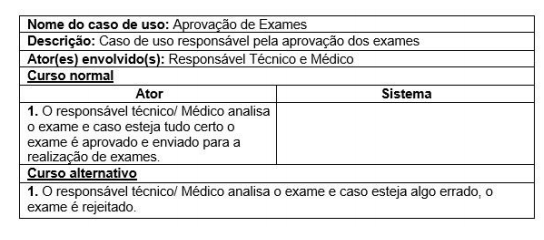 Nome do caso de uso: Aprovação de Exames
Descrição: Caso de uso responsável pela aprovação dos exames
Ator(es) envolvido(s): Responsável Técnico e Médico
Curso normal
Ator
Sistema
1. O responsável técnico/ Médico analisa
o exame e caso esteja tudo certo o
exame é aprovado e enviado para a
realização de exames.
Curso alternativo
1. O responsável técnico/ Médico analisa o exame e caso esteja algo errado, o
exame é rejeitado.